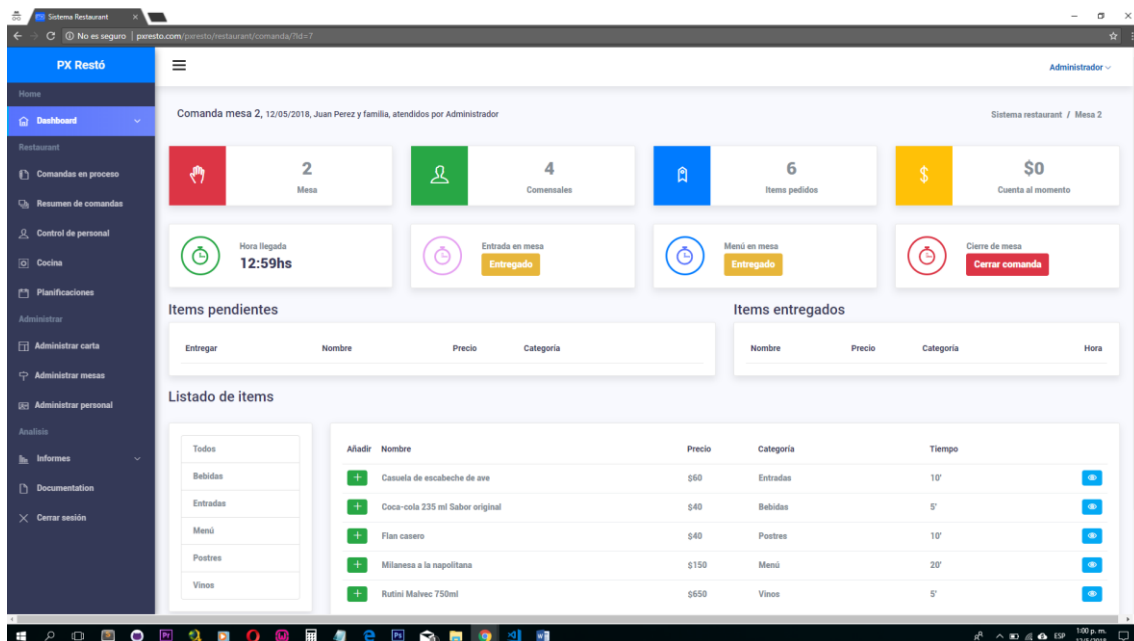 Sistema Restaurant
No es seguro | pxresto.com/pxresto/restaurant/comanda/?id=7
PX Restó
Administrador
Home
Dashboard
Restaurant
Comandas en proceso
Resumen de comandas
Control de personal
Cocina
Planificaciones
Administrar
Administrar carta
Administrar mesas
Administrar personal
Analisis
Informes
Documentation
Cerrar sesión
Comanda mesa 2, 12/05/2018, Juan Perez y familia, atendidos por Administrador
Sistema restaurant / Mesa 2
2
Mesa
4
Comensales
6
Items pedidos
$
$0
Cuenta al momento
Hora llegada
12:59hs
Entrada en mesa
Entregado
Menú en mesa
Entregado
Cierre de mesa
Cerrar comanda
Items pendientes
Entregar Nombre Precio Categoría
Items entregados
Nombre Precio Categoría Hora
Listado de items
Todos
Bebidas
Entradas
Menú
Postres
Vinos
Añadir Nombre Precio Categoría Tiempo
Casuela de escabeche de ave $60 Entradas 10'
Coca-cola 235 ml Sabor original $40 Bebidas 5'
Flan casero $40 Postres 10'
Milanesa a la napolitana $150 Menú 20'
Rutini Malvec 750ml $650 Vinos 5'
Pr
Ps
ESP
1:00 p. m.
12/5/2018